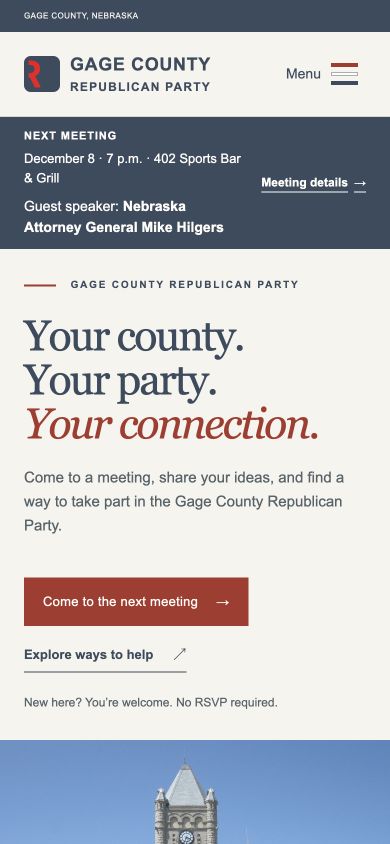 GAGE COUNTY, NEBRASKA
GAGE COUNTY
REPUBLICAN PARTY
Menu
NEXT MEETING
December 8 · 7 p.m. · 402 Sports Bar
& Grill
Guest speaker: Nebraska
Attorney General Mike Hilgers
Meeting details →
GAGE COUNTY REPUBLICAN PARTY
Your county.
Your party.
Your connection.
Come to a meeting, share your ideas, and find a
way to take part in the Gage County Republican
Party.
Come to the next meeting →
Explore ways to help ↗
New here? You’re welcome. No RSVP required.